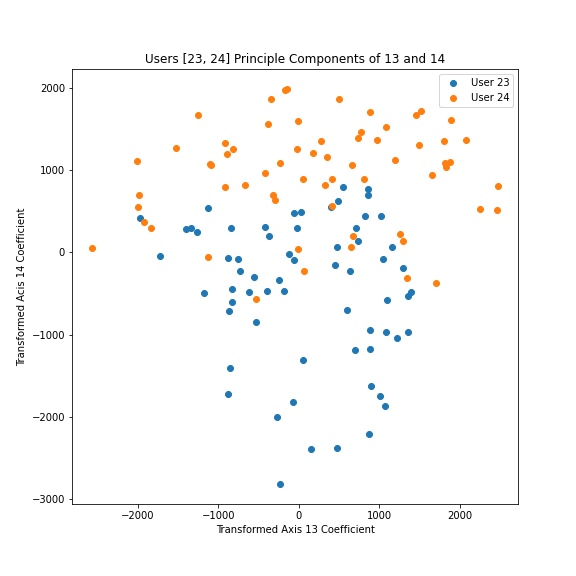 Users [23, 24] Principle Components of 13 and 14
User 23
User 24
2000
1000
0
−1000
−2000
−3000
Transformed Acis 14 Coefficient
−2000
−1000
0
1000
2000
Transformed Axis 13 Coefficient